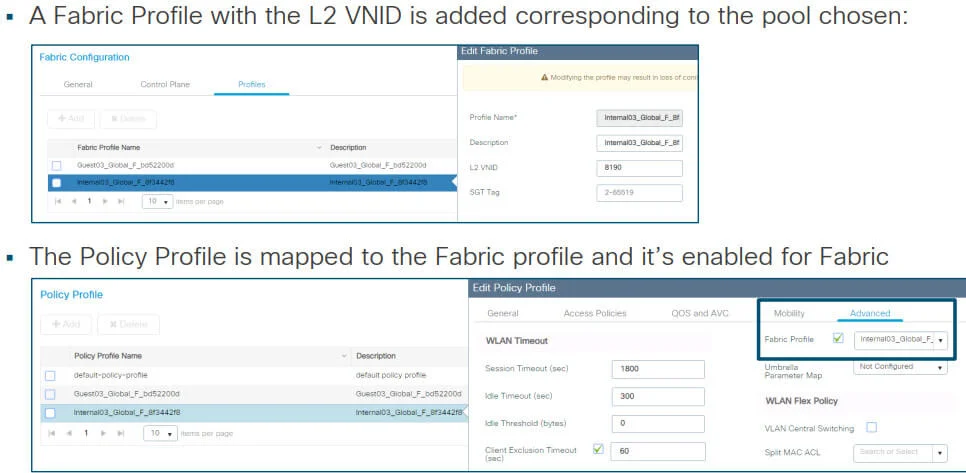 ▪ A Fabric Profile with the L2 VNID is added corresponding to the pool chosen:
Fabric Configuration
General Control Plane Profiles
+ Add × Delete
Fabric Profile Name Description
Guest03_Global_F_bd52200d Guest03_Global_F_bd52200d
Internal03_Global_F_8f3442f8 Internal03_Global_F_8f3442f8
1 10 items per page
Edit Fabric Profile
Modifying the profile may result in loss of conn
Profile Name* Internal03_Global_F_8f
Description Internal03_Global_F_8f
L2 VNID 8190
SGT Tag 2-65519
▪ The Policy Profile is mapped to the Fabric profile and it’s enabled for Fabric
Policy Profile
+ Add × Delete
Policy Profile Name Description
default-policy-profile default policy profile
Guest03_Global_F_bd52200d Guest03_Global_F_bd52200d
Internal03_Global_F_8f3442f8 Internal03_Global_F_8f3442f8
1 10 items per page
Edit Policy Profile
General Access Policies QOS and AVC Mobility Advanced
WLAN Timeout
Session Timeout (sec) 1800
Idle Timeout (sec) 300
Idle Threshold (bytes) 0
Client Exclusion Timeout (sec) 60
Fabric Profile Internal03_Global_F_
Umbrella Parameter Map Not Configured
WLAN Flex Policy
VLAN Central Switching
Split MAC ACL Search or Select